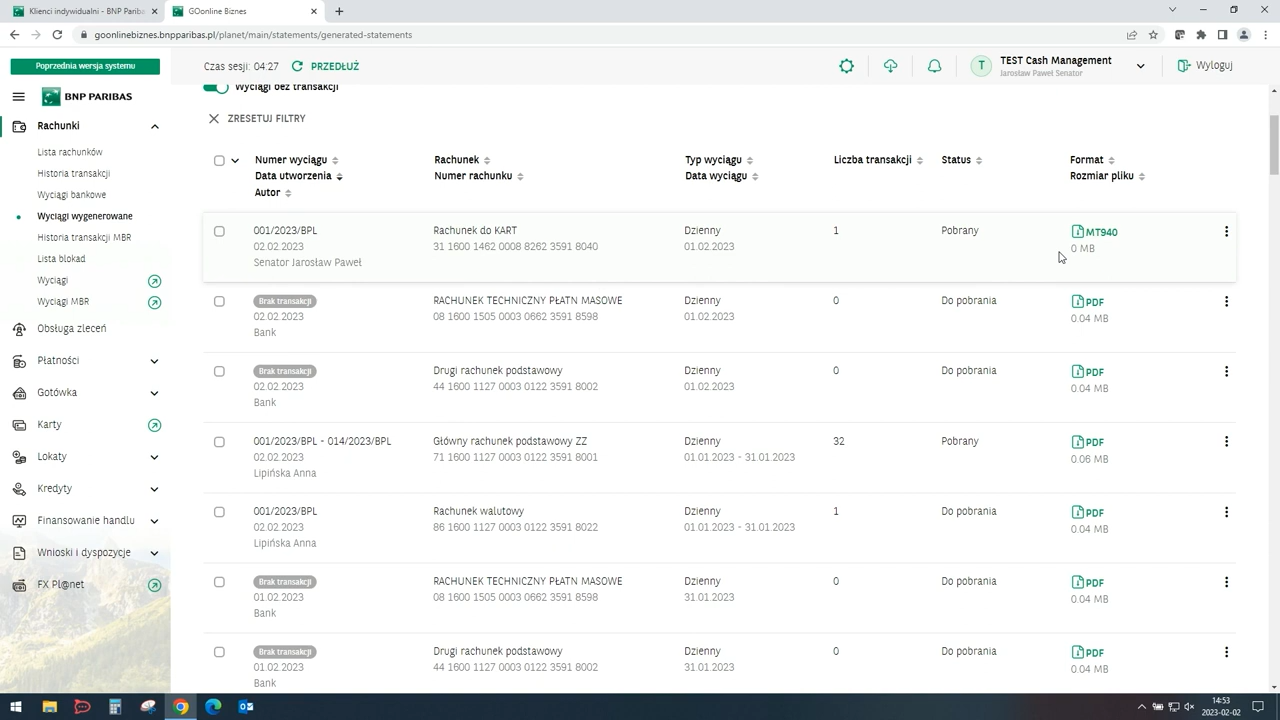 Klienci indywidualni - BNP Pariba
GOonline Biznes
goonlinebiznes.bnpparibas.pl/planet/main/statements/generated-statements
Poprzednia wersja systemu
Czas sesji: 04:27
PRZEDŁUŻ
T
TEST Cash Management
Jarosław Paweł Senator
Wyloguj
BNP PARIBAS
Rachunki
Lista rachunków
Historia transakcji
Wyciągi bankowe
Wyciągi wygenerowane
Historia transakcji MBR
Lista blokad
Wyciągi
Wyciągi MBR
Obsługa zleceń
Płatności
Gotówka
Karty
Lokaty
Kredyty
Finansowanie handlu
Wnioski i dyspozycje
FX Pl@net
Wyciągi bez transakcji
ZRESETUJ FILTRY
Numer wyciągu Rachunek Typ wyciągu Liczba transakcji Status Format
Data utworzenia Numer rachunku Data wyciągu Rozmiar pliku
Autor
001/2023/BPL Rachunek do KART Dzienny 1 Pobrany MT940
02.02.2023 31 1600 1462 0008 8262 3591 8040 01.02.2023 0 MB
Senator Jarosław Paweł
Brak transakcji RACHUNEK TECHNICZNY PŁATN MASOWE Dzienny 0 Do pobrania PDF
02.02.2023 08 1600 1505 0003 0662 3591 8598 01.02.2023 0.04 MB
Bank
Brak transakcji Drugi rachunek podstawowy Dzienny 0 Do pobrania PDF
02.02.2023 44 1600 1127 0003 0122 3591 8002 01.02.2023 0.04 MB
Bank
001/2023/BPL - 014/2023/BPL Główny rachunek podstawowy ZZ Dzienny 32 Pobrany PDF
02.02.2023 71 1600 1127 0003 0122 3591 8001 01.01.2023 - 31.01.2023 0.06 MB
Lipińska Anna
001/2023/BPL Rachunek walutowy Dzienny 1 Do pobrania PDF
02.02.2023 86 1600 1127 0003 0122 3591 8022 01.01.2023 - 31.01.2023 0.04 MB
Lipińska Anna
Brak transakcji RACHUNEK TECHNICZNY PŁATN MASOWE Dzienny 0 Do pobrania PDF
01.02.2023 08 1600 1505 0003 0662 3591 8598 31.01.2023 0.04 MB
Bank
Brak transakcji Drugi rachunek podstawowy Dzienny 0 Do pobrania PDF
01.02.2023 44 1600 1127 0003 0122 3591 8002 31.01.2023 0.04 MB
Bank
14:53
2023-02-02